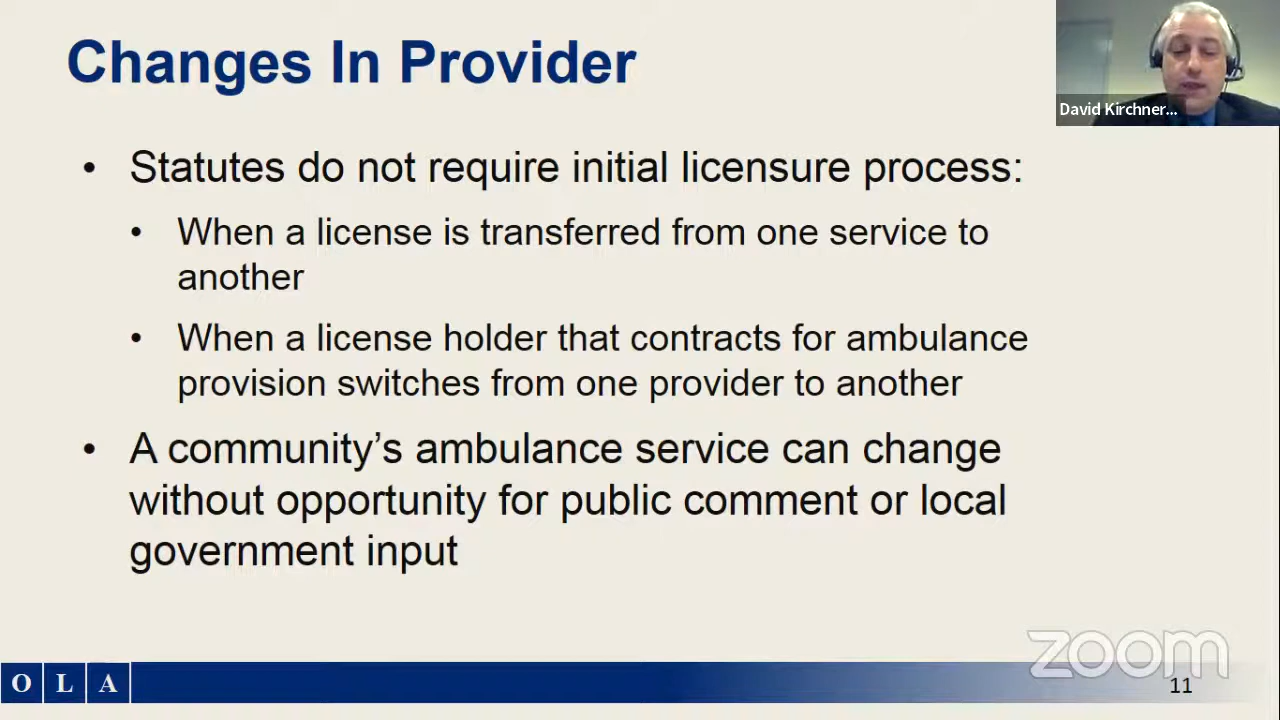 Changes In Provider
David Kirchner...
• Statutes do not require initial licensure process:
• When a license is transferred from one service to
another
• When a license holder that contracts for ambulance
provision switches from one provider to another
• A community’s ambulance service can change
without opportunity for public comment or local
government input
zoom
O L A
11